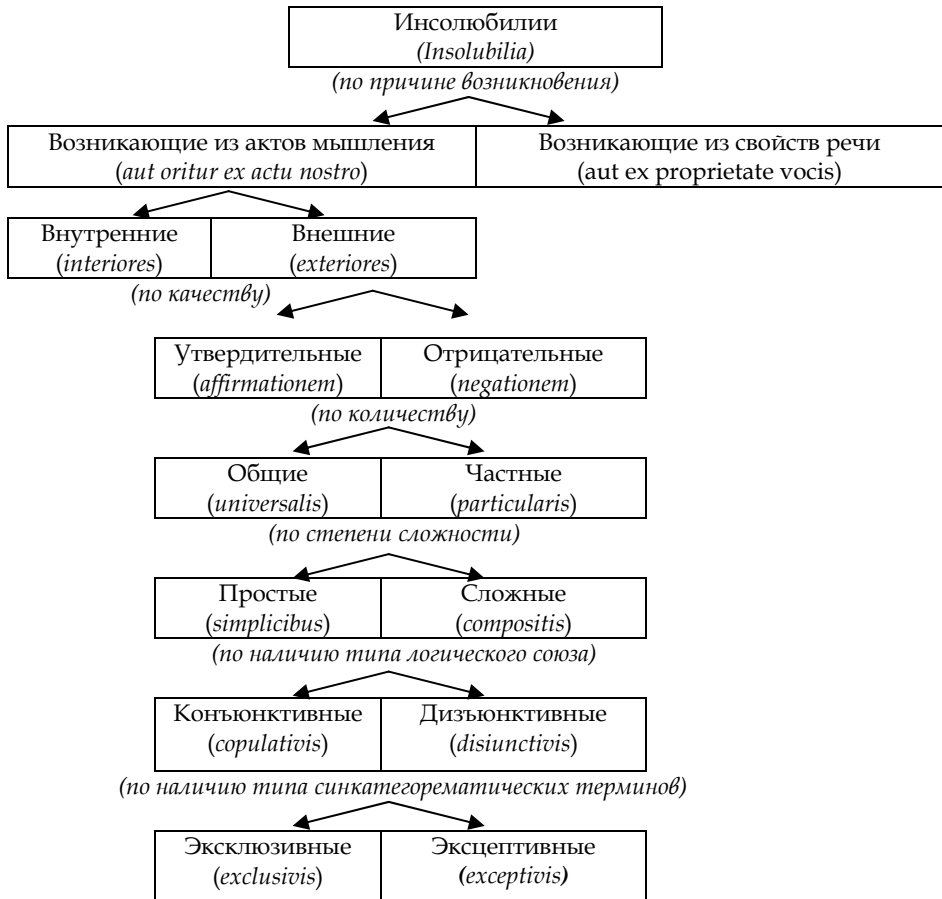 Инсолюбилии
(Insolubilia)
(по причине возникновения)
Возникающие из актов мышления
(aut oritur ex actu nostro)
Возникающие из свойств речи
(aut ex proprietate vocis)
Внутренние
(interiores)
Внешние
(exteriores)
(по качеству)
Утвердительные
(affirmationem)
Отрицательные
(negationem)
(по количеству)
Общие
(universalis)
Частные
(particularis)
(по степени сложности)
Простые
(simplicibus)
Сложные
(compositis)
(по наличию типа логического союза)
Конъюнктивные
(copulativis)
Дизъюнктивные
(disiunctivis)
(по наличию типа синкатегорематических терминов)
Эксклюзивные
(exclusivis)
Эксцептивные
(exceptivis)